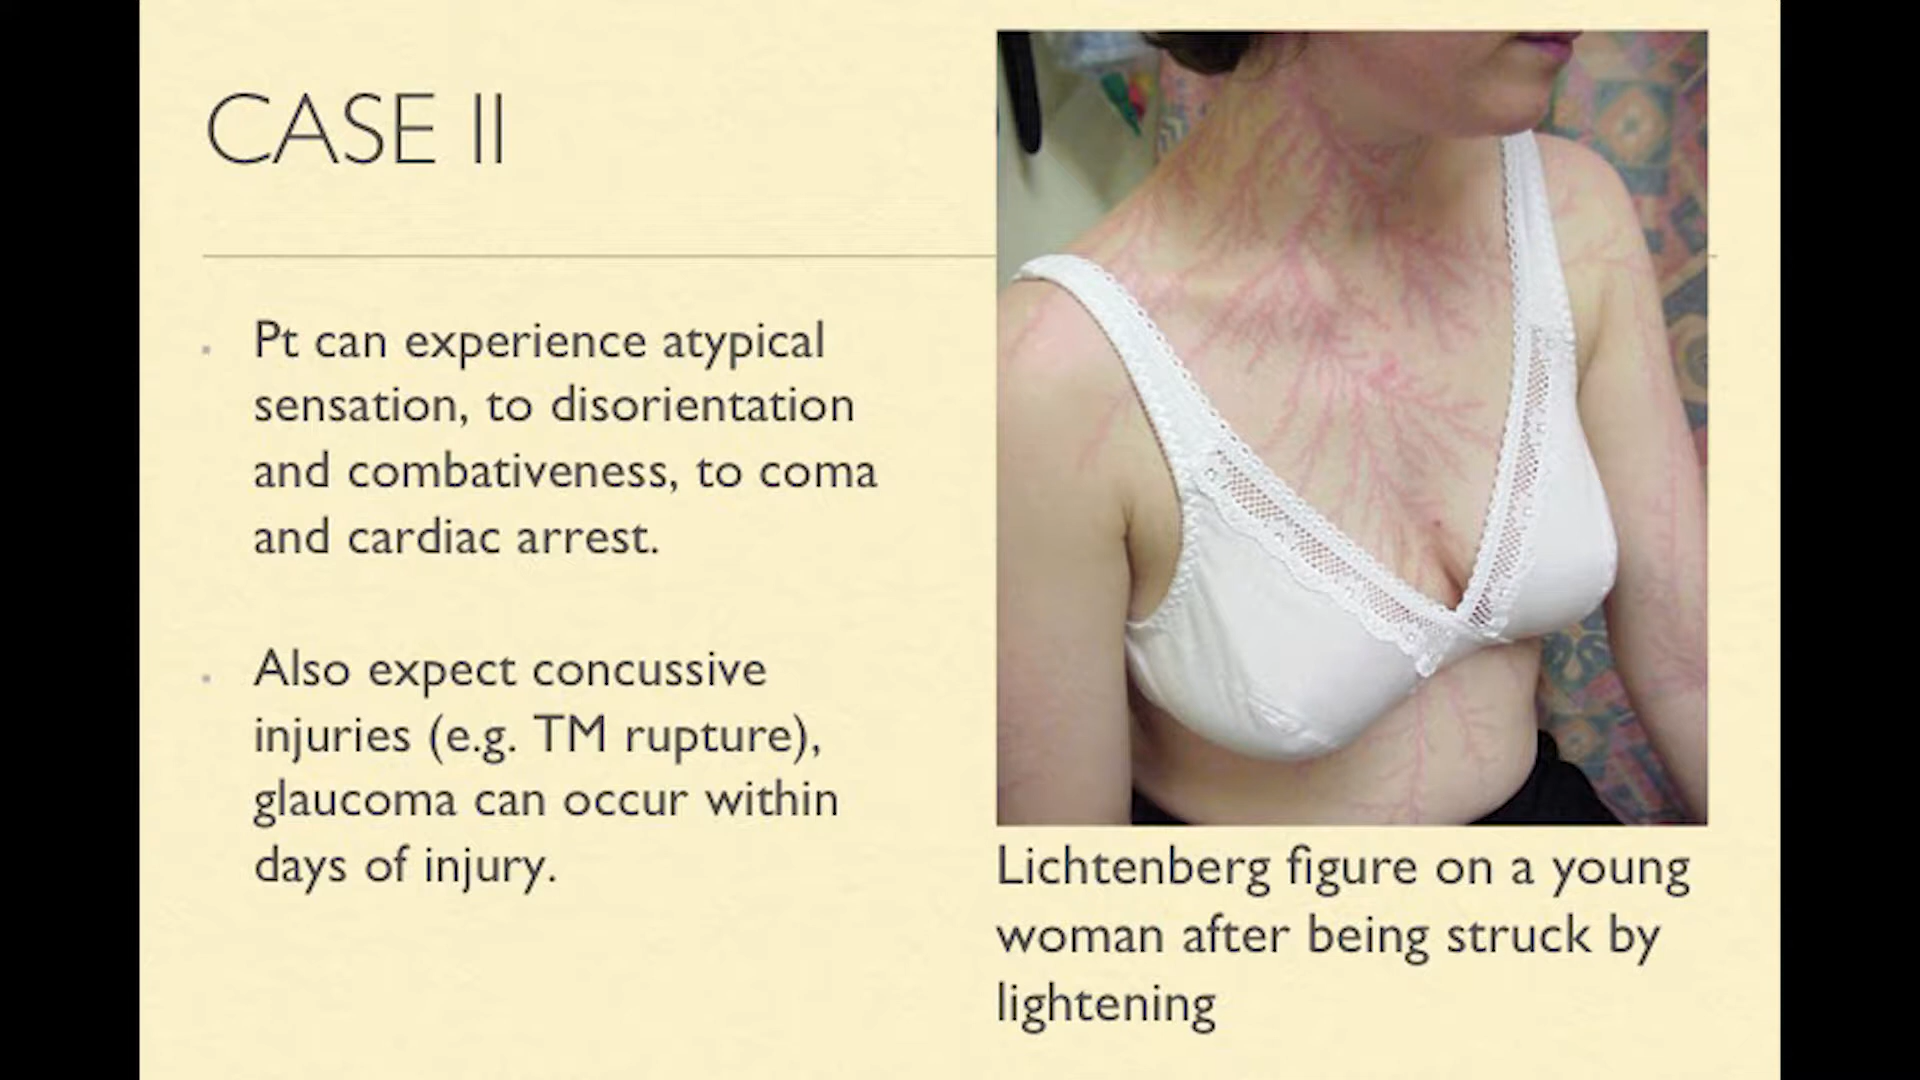 CASE II
Pt can experience atypical
sensation, to disorientation
and combativeness, to coma
and cardiac arrest.
Also expect concussive
injuries (e.g. TM rupture),
glaucoma can occur within
days of injury.
Lichtenberg figure on a young
woman after being struck by
lightening